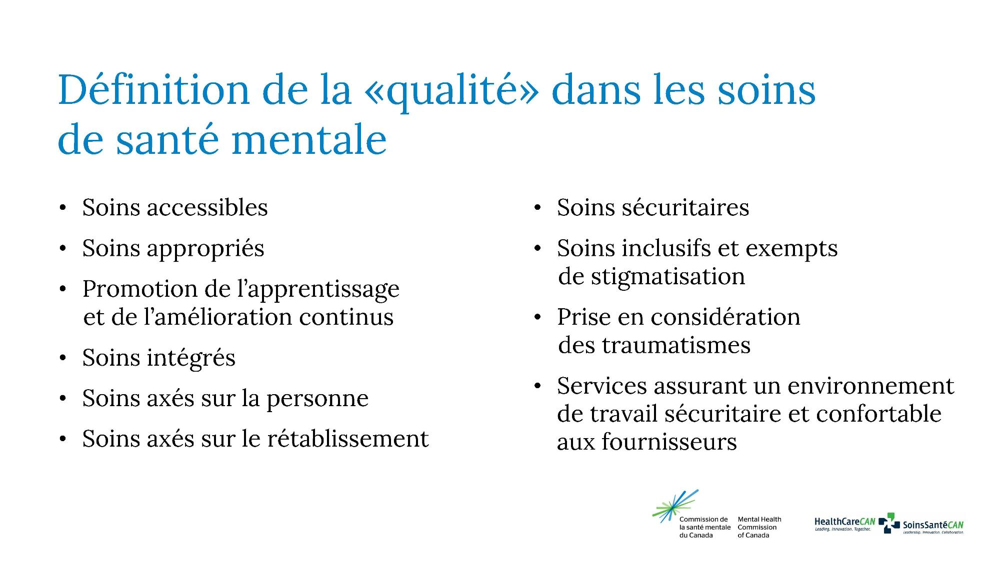 Définition de la «qualité» dans les soins
de santé mentale
• Soins accessibles
• Soins appropriés
• Promotion de l’apprentissage
et de l’amélioration continus
• Soins intégrés
• Soins axés sur la personne
• Soins axés sur le rétablissement
• Soins sécuritaires
• Soins inclusifs et exempts
de stigmatisation
• Prise en considération
des traumatismes
• Services assurant un environnement
de travail sécuritaire et confortable
aux fournisseurs
Commission de
la santé mentale
du Canada
Mental Health
Commission
of Canada
HealthCareCAN
Leading. Innovation. Together.
SoinsSantéCAN
Leadership. Innovation. Collaboration.